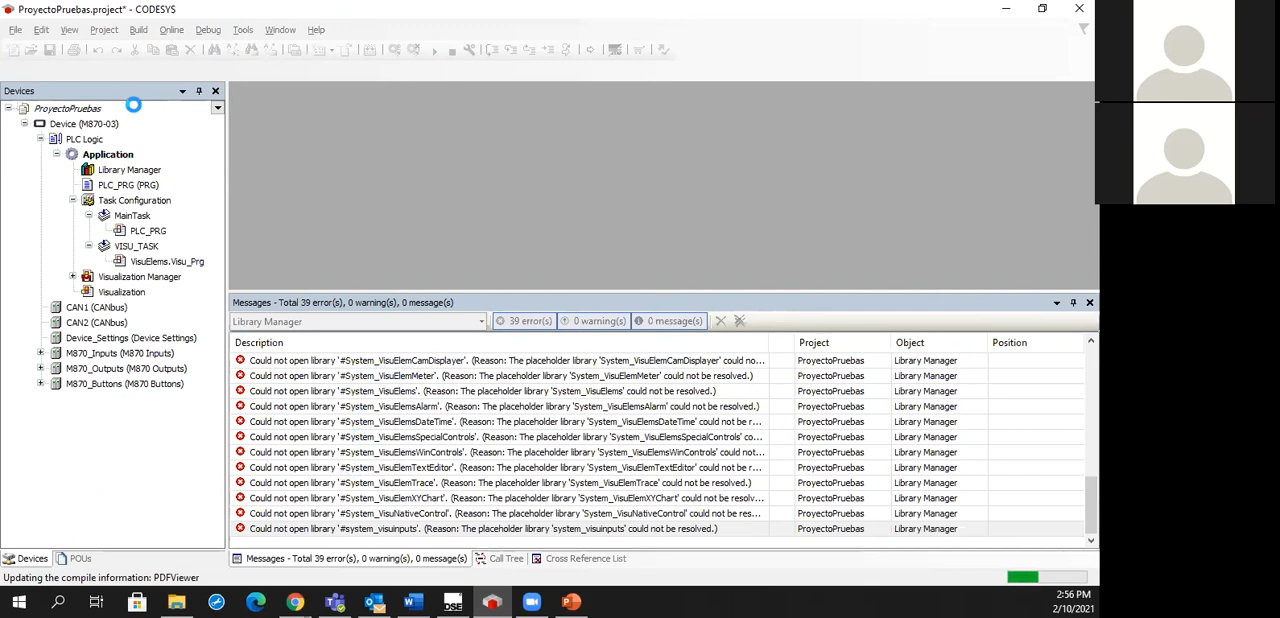 ProyectoPruebas.project* - CODESYS
File Edit View Project Build Online Debug Tools Window Help
Devices
ProyectoPruebas
Device (M870-03)
PLC Logic
Application
Library Manager
PLC_PRG (PRG)
Task Configuration
MainTask
PLC_PRG
VISU_TASK
VisuElems.Visu_Prg
Visualization Manager
Visualization
CAN1 (CANbus)
CAN2 (CANbus)
Device_Settings (Device Settings)
M870_Inputs (M870 Inputs)
M870_Outputs (M870 Outputs)
M870_Buttons (M870 Buttons)
Messages - Total 39 error(s), 0 warning(s), 0 message(s)
Library Manager 39 error(s) 0 warning(s) 0 message(s)
Description Project Object Position
Could not open library '#System_VisuElemCamDisplayer'. (Reason: The placeholder library 'System_VisuElemCamDisplayer' could no... ProyectoPruebas Library Manager
Could not open library '#System_VisuElemMeter'. (Reason: The placeholder library 'System_VisuElemMeter' could not be resolved.) ProyectoPruebas Library Manager
Could not open library '#System_VisuElems'. (Reason: The placeholder library 'System_VisuElems' could not be resolved.) ProyectoPruebas Library Manager
Could not open library '#System_VisuElemsAlarm'. (Reason: The placeholder library 'System_VisuElemsAlarm' could not be resolved.) ProyectoPruebas Library Manager
Could not open library '#System_VisuElemsDateTime'. (Reason: The placeholder library 'System_VisuElemsDateTime' could not be r... ProyectoPruebas Library Manager
Could not open library '#System_VisuElemsSpecialControls'. (Reason: The placeholder library 'System_VisuElemsSpecialControls' co... ProyectoPruebas Library Manager
Could not open library '#System_VisuElemsWinControls'. (Reason: The placeholder library 'System_VisuElemsWinControls' could not... ProyectoPruebas Library Manager
Could not open library '#System_VisuElemTextEditor'. (Reason: The placeholder library 'System_VisuElemTextEditor' could not be r... ProyectoPruebas Library Manager
Could not open library '#System_VisuElemTrace'. (Reason: The placeholder library 'System_VisuElemTrace' could not be resolved.) ProyectoPruebas Library Manager
Could not open library '#System_VisuElemXYChart'. (Reason: The placeholder library 'System_VisuElemXYChart' could not be resolv... ProyectoPruebas Library Manager
Could not open library '#System_VisuNativeControl'. (Reason: The placeholder library 'System_VisuNativeControl' could not be res... ProyectoPruebas Library Manager
Could not open library '#system_visuinputs'. (Reason: The placeholder library 'system_visuinputs' could not be resolved.) ProyectoPruebas Library Manager
Devices POUs
Messages - Total 39 error(s), 0 warning(s), 0 message(s) Call Tree Cross Reference List
Updating the compile information: PDFViewer
DSE
2:56 PM
2/10/2021